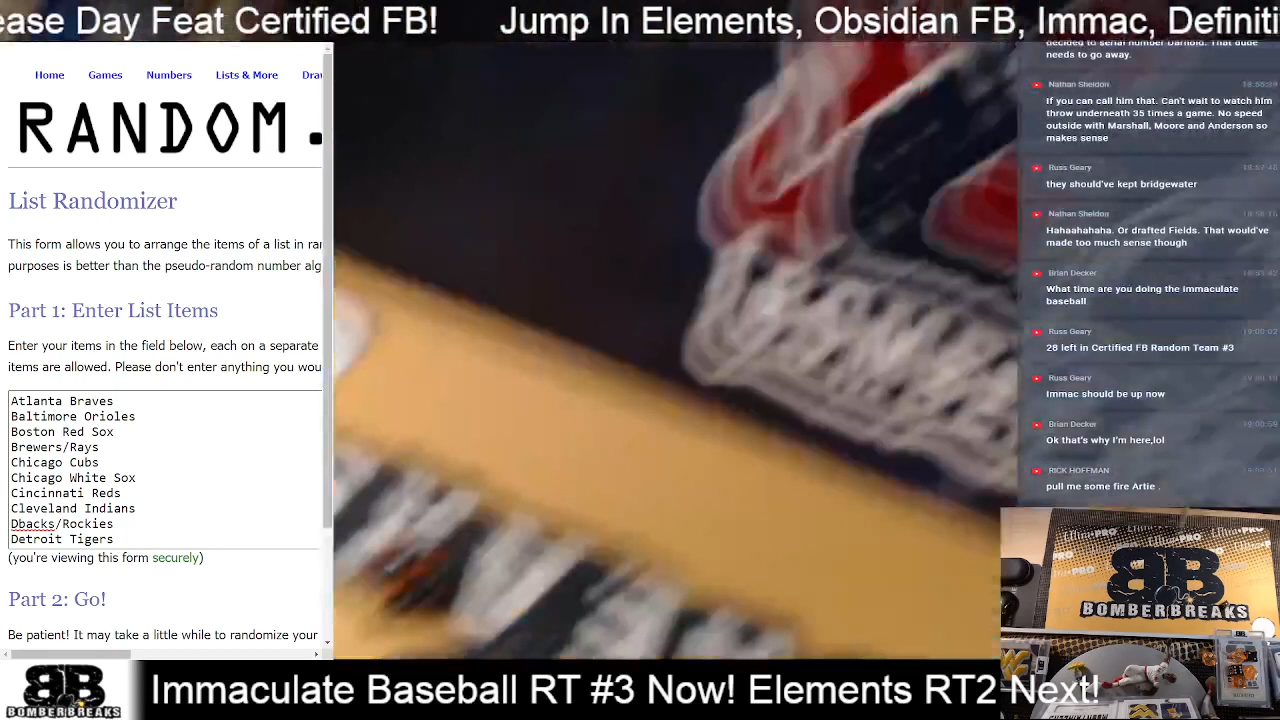 ease Day Feat Certified FB! Jump In Elements, Obsidian FB, Immac, Definiti
Home Games Numbers Lists & More Draw
RANDOM.
List Randomizer
This form allows you to arrange the items of a list in ran
purposes is better than the pseudo-random number alg
Part 1: Enter List Items
Enter your items in the field below, each on a separate
items are allowed. Please don't enter anything you wou
Atlanta Braves
Baltimore Orioles
Boston Red Sox
Brewers/Rays
Chicago Cubs
Chicago White Sox
Cincinnati Reds
Cleveland Indians
Dbacks/Rockies
Detroit Tigers
(you're viewing this form securely)
Part 2: Go!
Be patient! It may take a little while to randomize your
decided to serial number Darnold. That dude
needs to go away.
Nathan Sheldon
If you can call him that. Can't wait to watch him
throw underneath 35 times a game. No speed
outside with Marshall, Moore and Anderson so
makes sense
Russ Geary
they should've kept bridgewater
Nathan Sheldon
Hahaahahaha. Or drafted Fields. That would've
made too much sense though
Brian Decker
What time are you doing the immaculate
baseball
Russ Geary
28 left in Certified FB Random Team #3
Russ Geary
Immac should be up now
Brian Decker
Ok that's why I'm here,lol
RICK HOFFMAN
pull me some fire Artie .
BB
BOMBERBREAKS
BB
BOMBERBREAKS
Immaculate Baseball RT #3 Now! Elements RT2 Next!